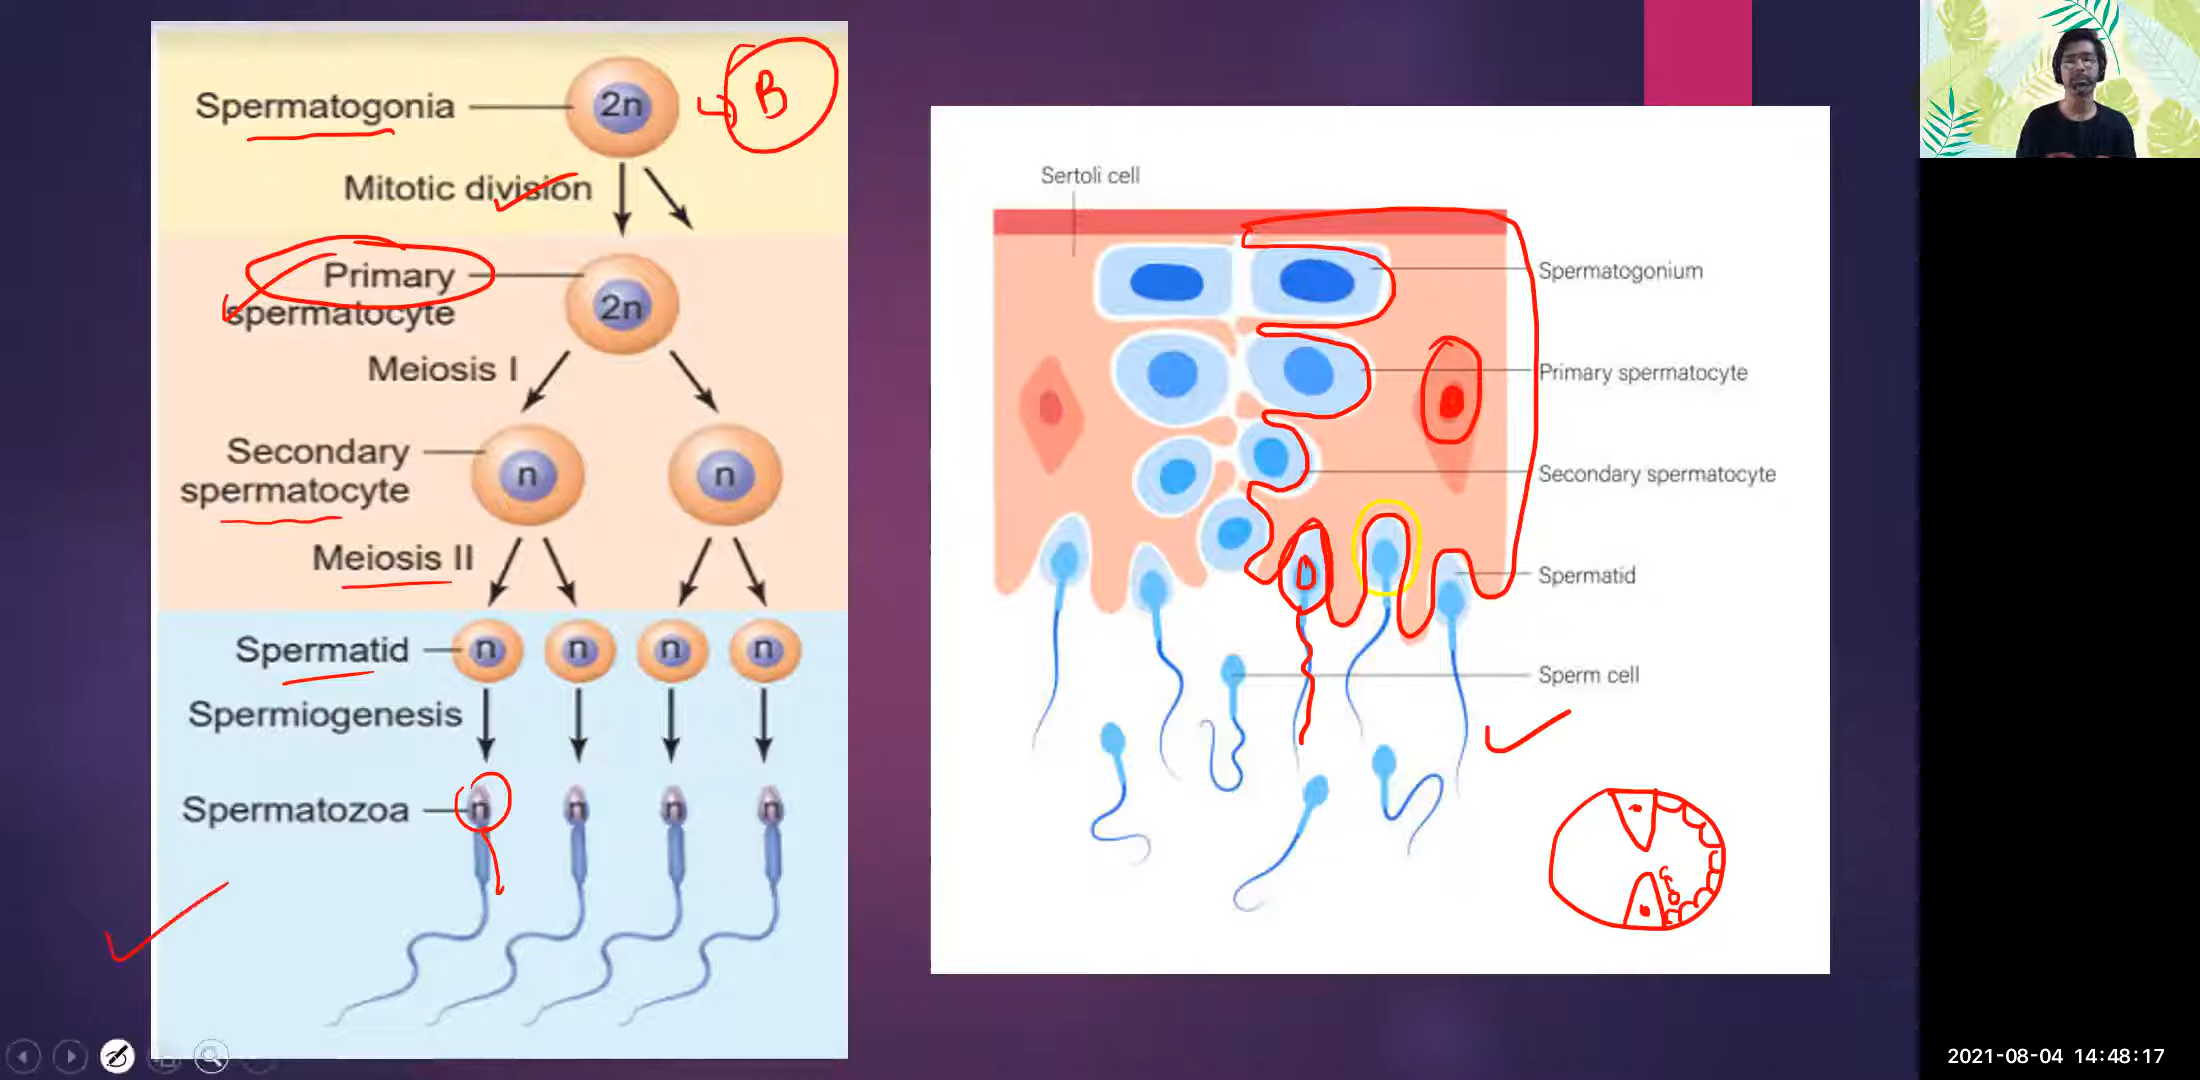 Spermatogonia
2n
B
Mitotic division
Primary
spermatocyte
2n
Meiosis I
Secondary
spermatocyte
n
n
Meiosis II
Spermatid
n
n
n
n
Spermiogenesis
Spermatozoa
n
n
n
n
Sertoli cell
Spermatogonium
Primary spermatocyte
Secondary spermatocyte
Spermatid
Sperm cell
2021-08-04 14:48:17